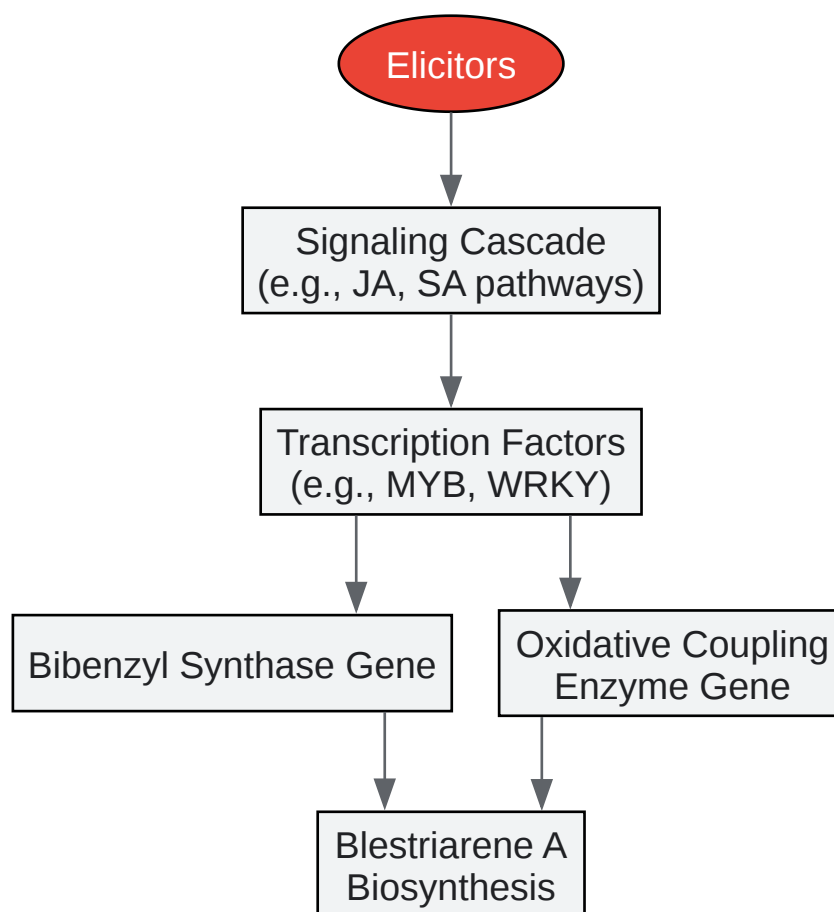 Elicitors
Signaling Cascade
(e.g., JA, SA pathways)
Transcription Factors
(e.g., MYB, WRKY)
Bibenzyl Synthase Gene
Oxidative Coupling
Enzyme Gene
Blestriarene A
Biosynthesis